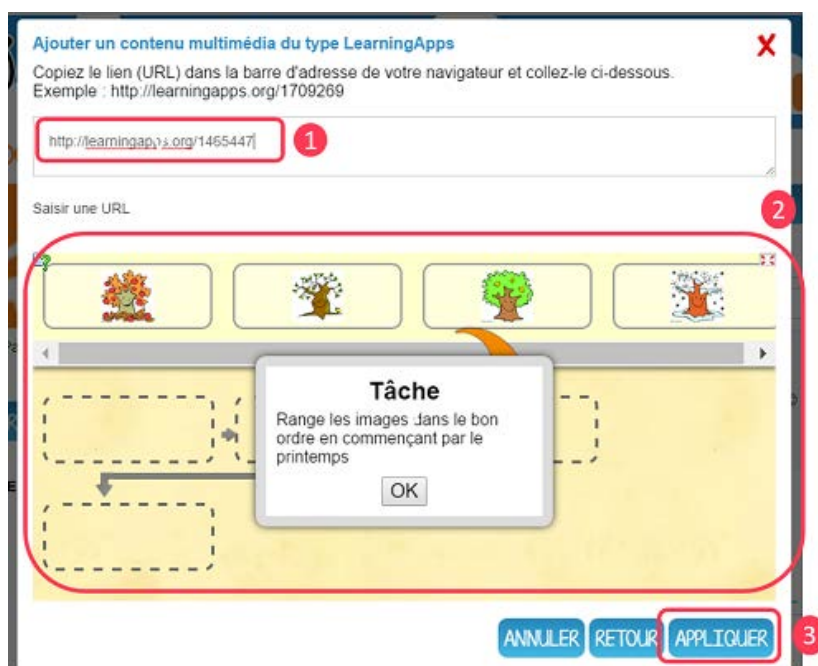 Ajouter un contenu multimédia du type LearningApps
X
Copiez le lien (URL) dans la barre d'adresse de votre navigateur et collez-le ci-dessous.
Exemple : http://learningapps.org/1709269
http://learningapps.org/1465447
1
Saisir une URL
2
Tâche
Range les images dans le bon
ordre en commençant par le
printemps
OK
ANNULER RETOUR APPLIQUER
3